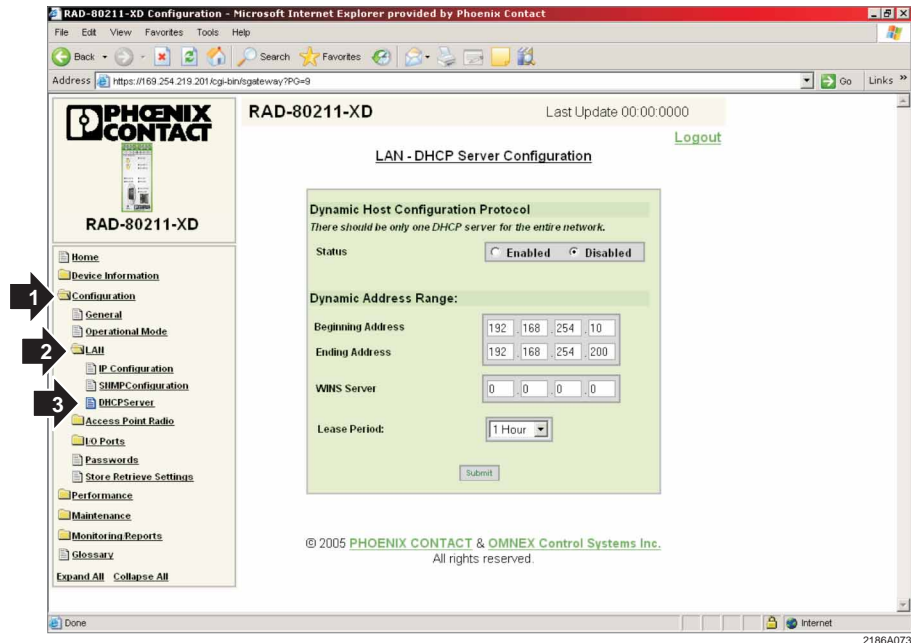 RAD-80211-XD Configuration - Microsoft Internet Explorer provided by Phoenix Contact
File Edit View Favorites Tools Help
Back Search Favorites
Address https://169.254.219.201/cgi-bin/sgateway?PG=9 Go Links »
PHŒNIX
CONTACT
RAD-80211-XD
RAD-80211-XD Last Update 00:00:0000
Logout
LAN - DHCP Server Configuration
Home
Device Information
1 Configuration
General
Operational Mode
2 LAN
IP Configuration
SNMPConfiguration
3 DHCPServer
Access Point Radio
I/O Ports
Passwords
Store Retrieve Settings
Performance
Maintenance
Monitoring/Reports
Glossary
Expand All Collapse All
Dynamic Host Configuration Protocol
There should be only one DHCP server for the entire network.
Status Enabled Disabled
Dynamic Address Range:
Beginning Address 192 . 168 . 254 . 10
Ending Address 192 . 168 . 254 . 200
WINS Server 0 . 0 . 0 . 0
Lease Period: 1 Hour
Submit
© 2005 PHOENIX CONTACT & OMNEX Control Systems Inc.
All rights reserved.
Done Internet
2186A073